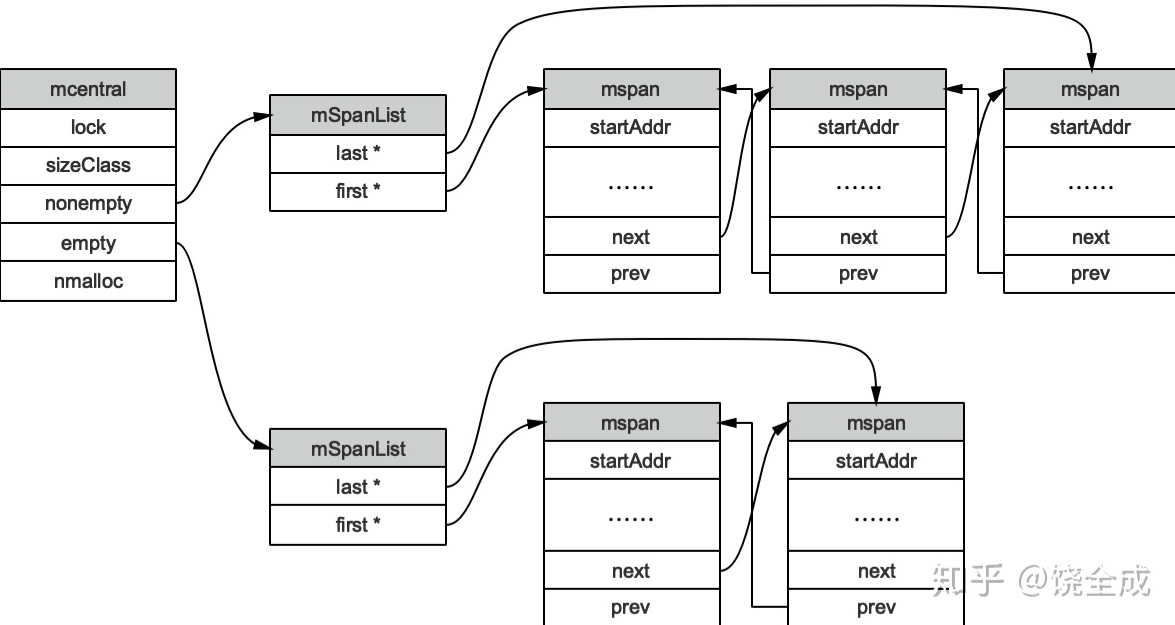 mcentral
lock
sizeClass
nonempty
empty
nmalloc
mSpanList
last *
first *
mspan
startAddr
......
next
prev
mspan
startAddr
......
next
prev
mspan
startAddr
......
next
prev
mSpanList
last *
first *
mspan
startAddr
......
next
prev
mspan
startAddr
......
next
prev
知乎 @饶全成